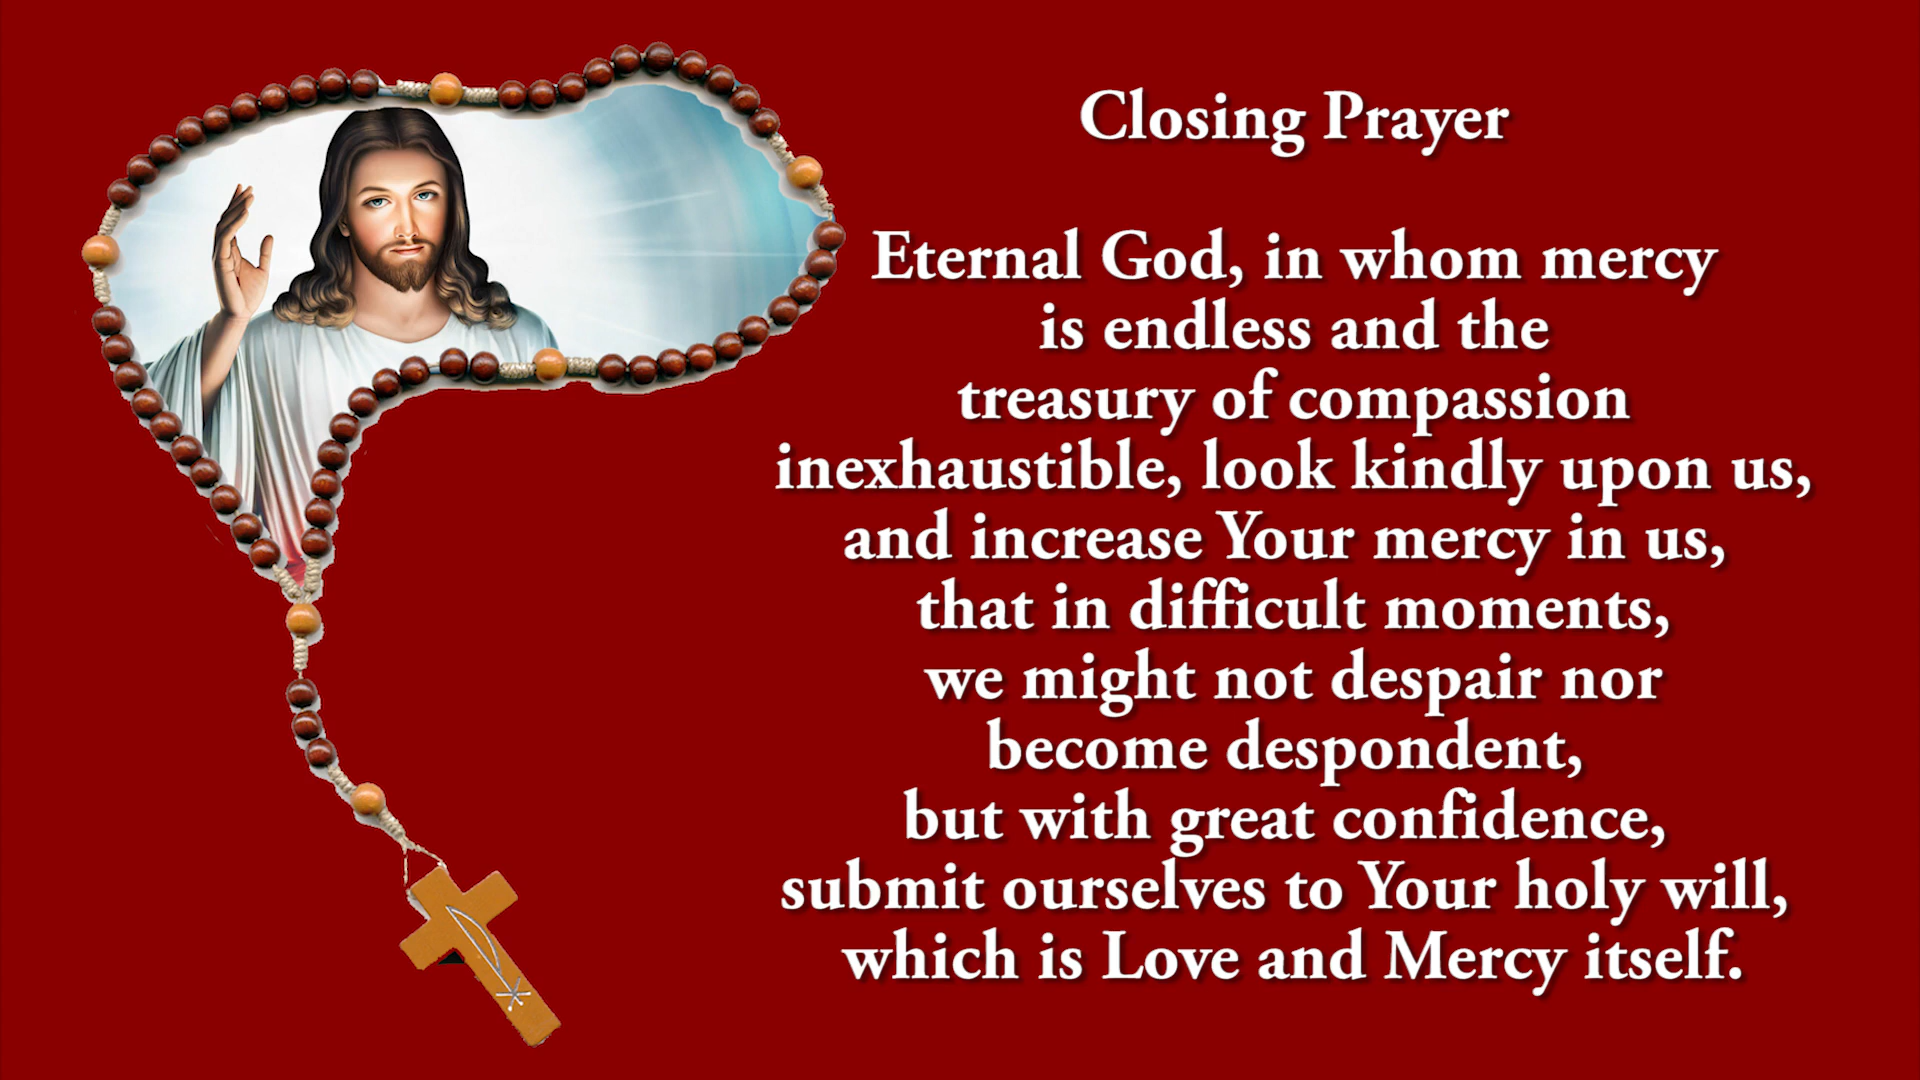 Closing Prayer
Eternal God, in whom mercy
is endless and the
treasury of compassion
inexhaustible, look kindly upon us,
and increase Your mercy in us,
that in difficult moments,
we might not despair nor
become despondent,
but with great confidence,
submit ourselves to Your holy will,
which is Love and Mercy itself.